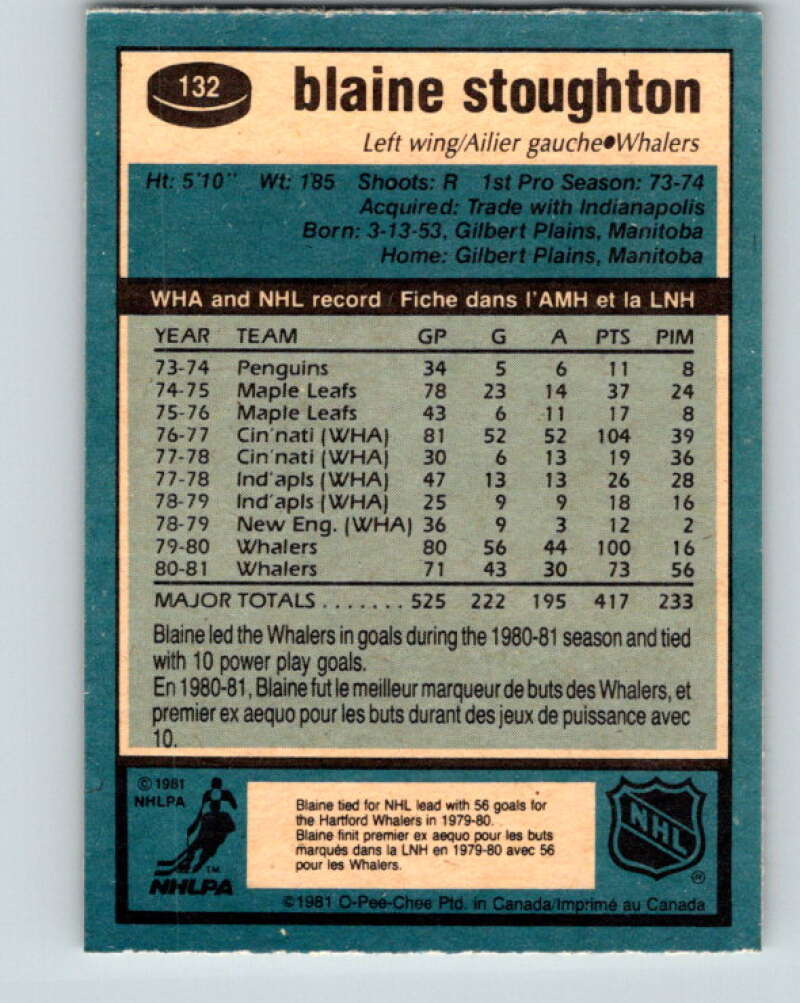 132
blaine stoughton
Left wing/Ailier gauche•Whalers
Ht: 5'10" Wt: 185 Shoots: R 1st Pro Season: 73-74
Acquired: Trade with Indianapolis
Born: 3-13-53, Gilbert Plains, Manitoba
Home: Gilbert Plains, Manitoba
WHA and NHL record / Fiche dans l'AMH et la LNH
YEAR TEAM GP G A PTS PIM
73-74 Penguins 34 5 6 11 8
74-75 Maple Leafs 78 23 14 37 24
75-76 Maple Leafs 43 6 11 17 8
76-77 Cin'nati (WHA) 81 52 52 104 39
77-78 Cin'nati (WHA) 30 6 13 19 36
77-78 Ind'apls (WHA) 47 13 13 26 28
78-79 Ind'apls (WHA) 25 9 9 18 16
78-79 New Eng. (WHA) 36 9 3 12 2
79-80 Whalers 80 56 44 100 16
80-81 Whalers 71 43 30 73 56
MAJOR TOTALS ....... 525 222 195 417 233
Blaine led the Whalers in goals during the 1980-81 season and tied
with 10 power play goals.
En 1980-81, Blaine fut le meilleur marqueur de buts des Whalers, et
premier ex aequo pour les buts durant des jeux de puissance avec
10.
© 1981
NHLPA
TM
NHLPA
Blaine tied for NHL lead with 56 goals for
the Hartford Whalers in 1979-80.
Blaine finit premier ex aequo pour les buts
marqués dans la LNH en 1979-80 avec 56
pour les Whalers.
NHL
®
©1981 O-Pee-Chee Ptd. in Canada/Imprimé au Canada